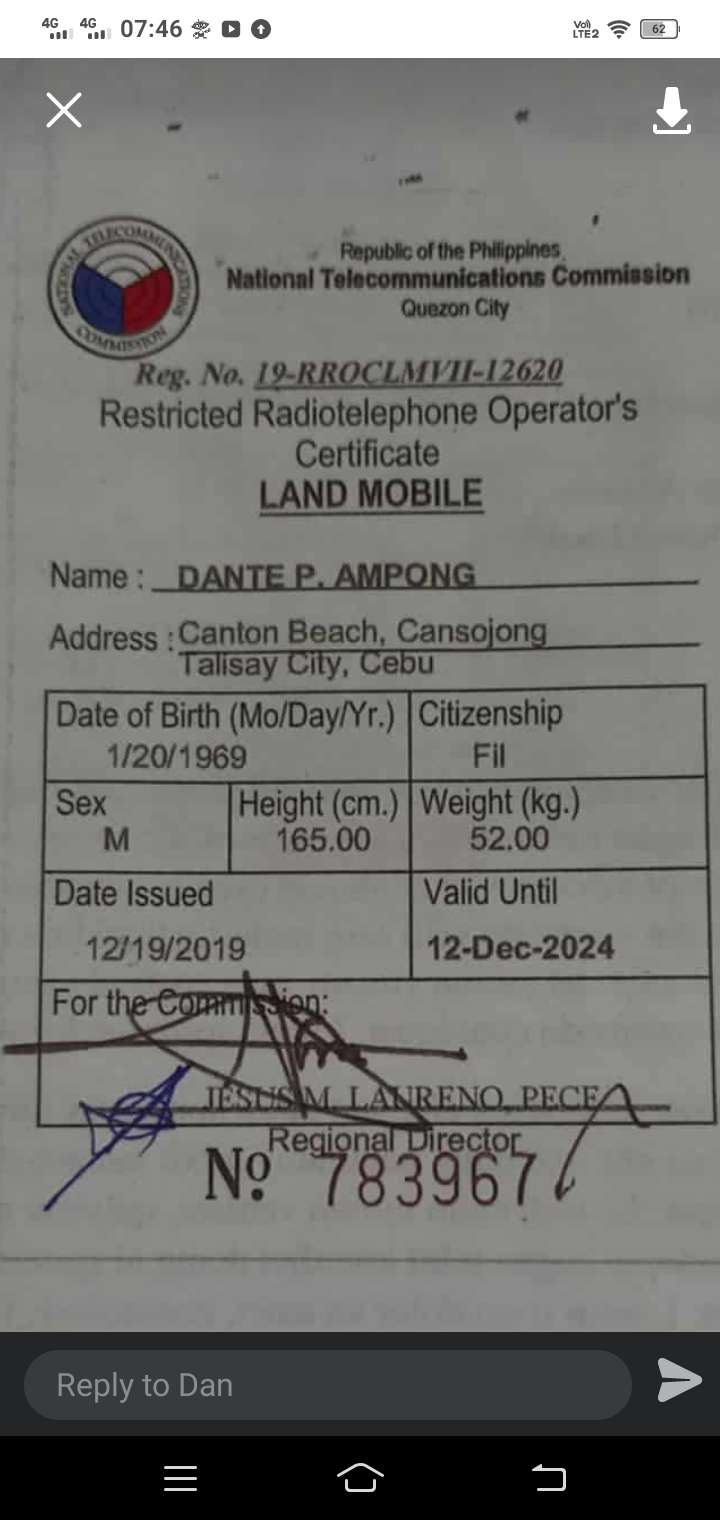 4G 4G 07:46 Vol) LTE2 62
NATIONAL TELECOMMUNICATIONS COMMISSION
Republic of the Philippines
National Telecommunications Commission
Quezon City
Reg. No. 19-RROCLMVII-12620
Restricted Radiotelephone Operator's
Certificate
LAND MOBILE
Name : DANTE P. AMPONG
Address : Canton Beach, Cansojong
Talisay City, Cebu
Date of Birth (Mo/Day/Yr.) Citizenship
1/20/1969 Fil
Sex Height (cm.) Weight (kg.)
M 165.00 52.00
Date Issued Valid Until
12/19/2019 12-Dec-2024
For the Commission:
JESUS M. LAURENO, PECE
Regional Director
Nº 783967
Reply to Dan